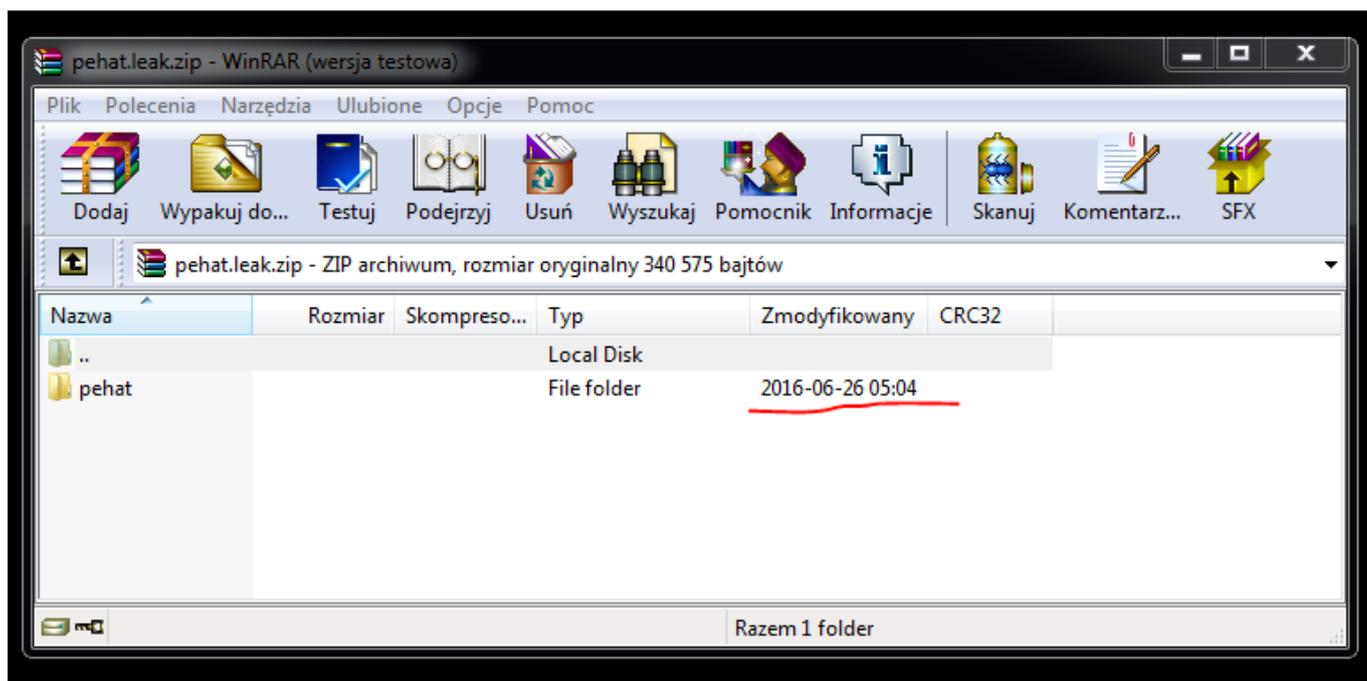 pehat.leak.zip - WinRAR (wersja testowa)
Plik Polecenia Narzędzia Ulubione Opcje Pomoc
Dodaj Wypakuj do... Testuj Podejrzyj Usuń Wyszukaj Pomocnik Informacje Skanuj Komentarz... SFX
pehat.leak.zip - ZIP archiwum, rozmiar oryginalny 340 575 bajtów
Nazwa Rozmiar Skompreso... Typ Zmodyfikowany CRC32
.. Local Disk
pehat File folder 2016-06-26 05:04
Razem 1 folder